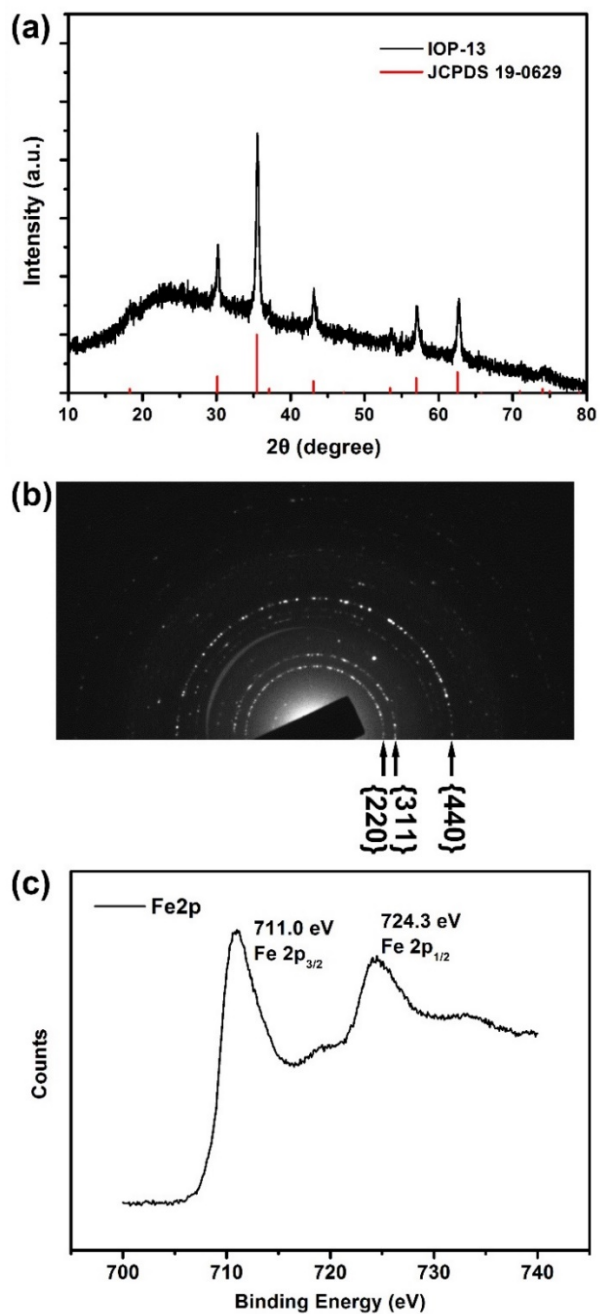 (a)
IOP-13
JCPDS 19-0629
Intensity (a.u.)
10 20 30 40 50 60 70 80
2θ (degree)
(b)
{220} {311} {440}
(c)
Fe2p
711.0 eV
Fe 2p3/2
724.3 eV
Fe 2p1/2
Counts
700 710 720 730 740
Binding Energy (eV)